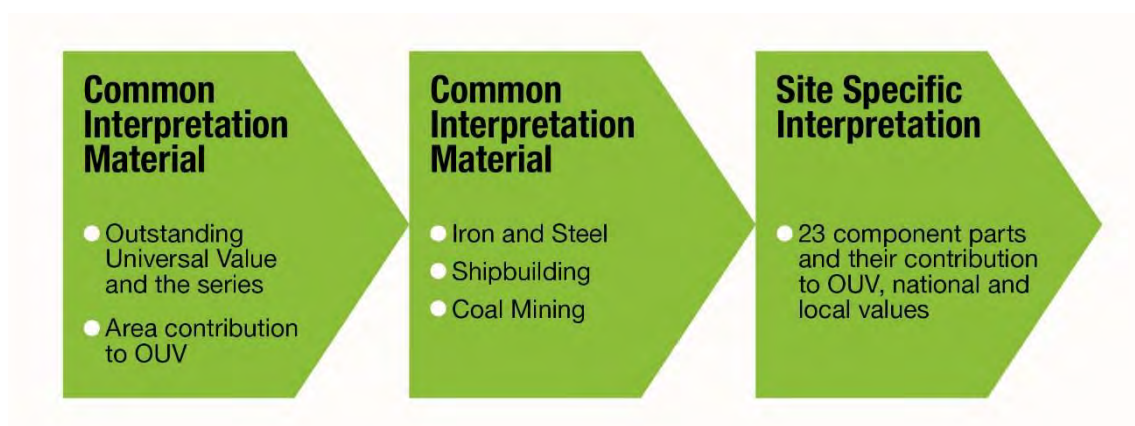 Common
Interpretation
Material
Outstanding
Universal Value
and the series
Area contribution
to OUV
Common
Interpretation
Material
Iron and Steel
Shipbuilding
Coal Mining
Site Specific
Interpretation
23 component parts
and their contribution
to OUV, national and
local values